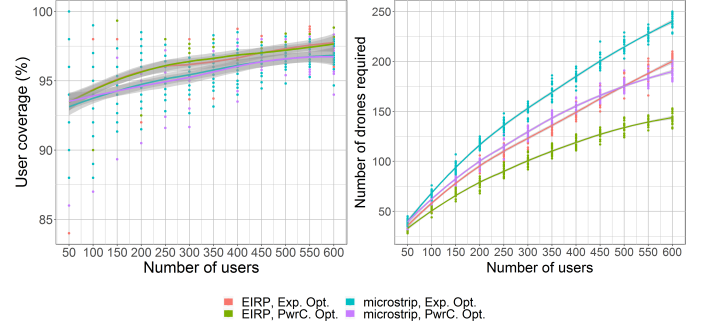 User coverage (%)
100
95
90
85
50 100 150 200 250 300 350 400 450 500 550 600
Number of users
Number of drones required
250
200
150
100
50
50 100 150 200 250 300 350 400 450 500 550 600
Number of users
EIRP, Exp. Opt.
microstrip, Exp. Opt.
EIRP, PwrC. Opt.
microstrip, PwrC. Opt.